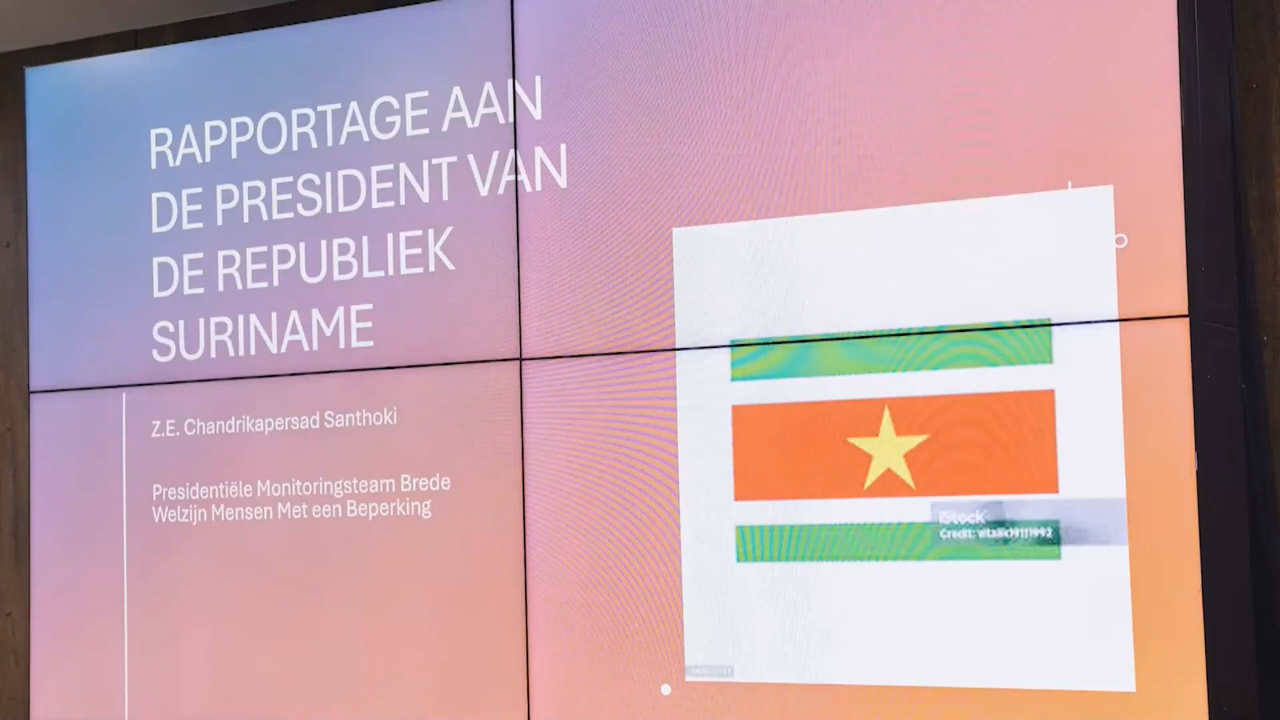 RAPPORTAGE AAN
DE PRESIDENT VAN
DE REPUBLIEK
SURINAME
Z.E. Chandrikapersad Santhoki
Presidentiële Monitoringsteam Brede
Welzijn Mensen Met een Beperking
iStock
Credit: